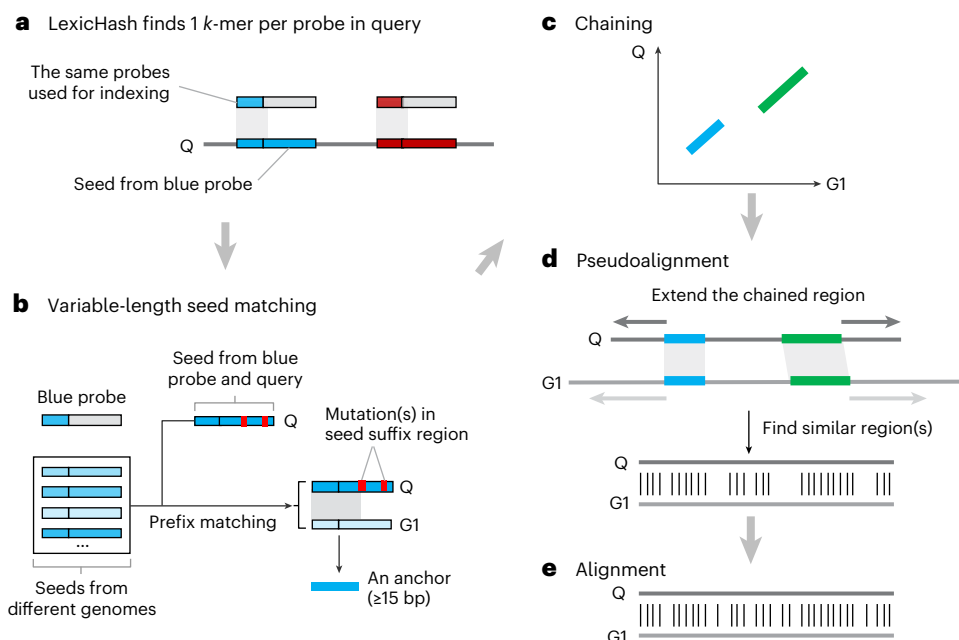 a LexicHash finds 1 k-mer per probe in query
The same probes
used for indexing
Q
Seed from blue probe
b Variable-length seed matching
Seed from blue
probe and query
Blue probe
Q
Mutation(s) in
seed suffix region
Q
Prefix matching
G1
...
Seeds from
different genomes
An anchor
(≥15 bp)
c Chaining
Q
G1
d Pseudoalignment
Extend the chained region
Q
G1
Find similar region(s)
Q
G1
e Alignment
Q
G1